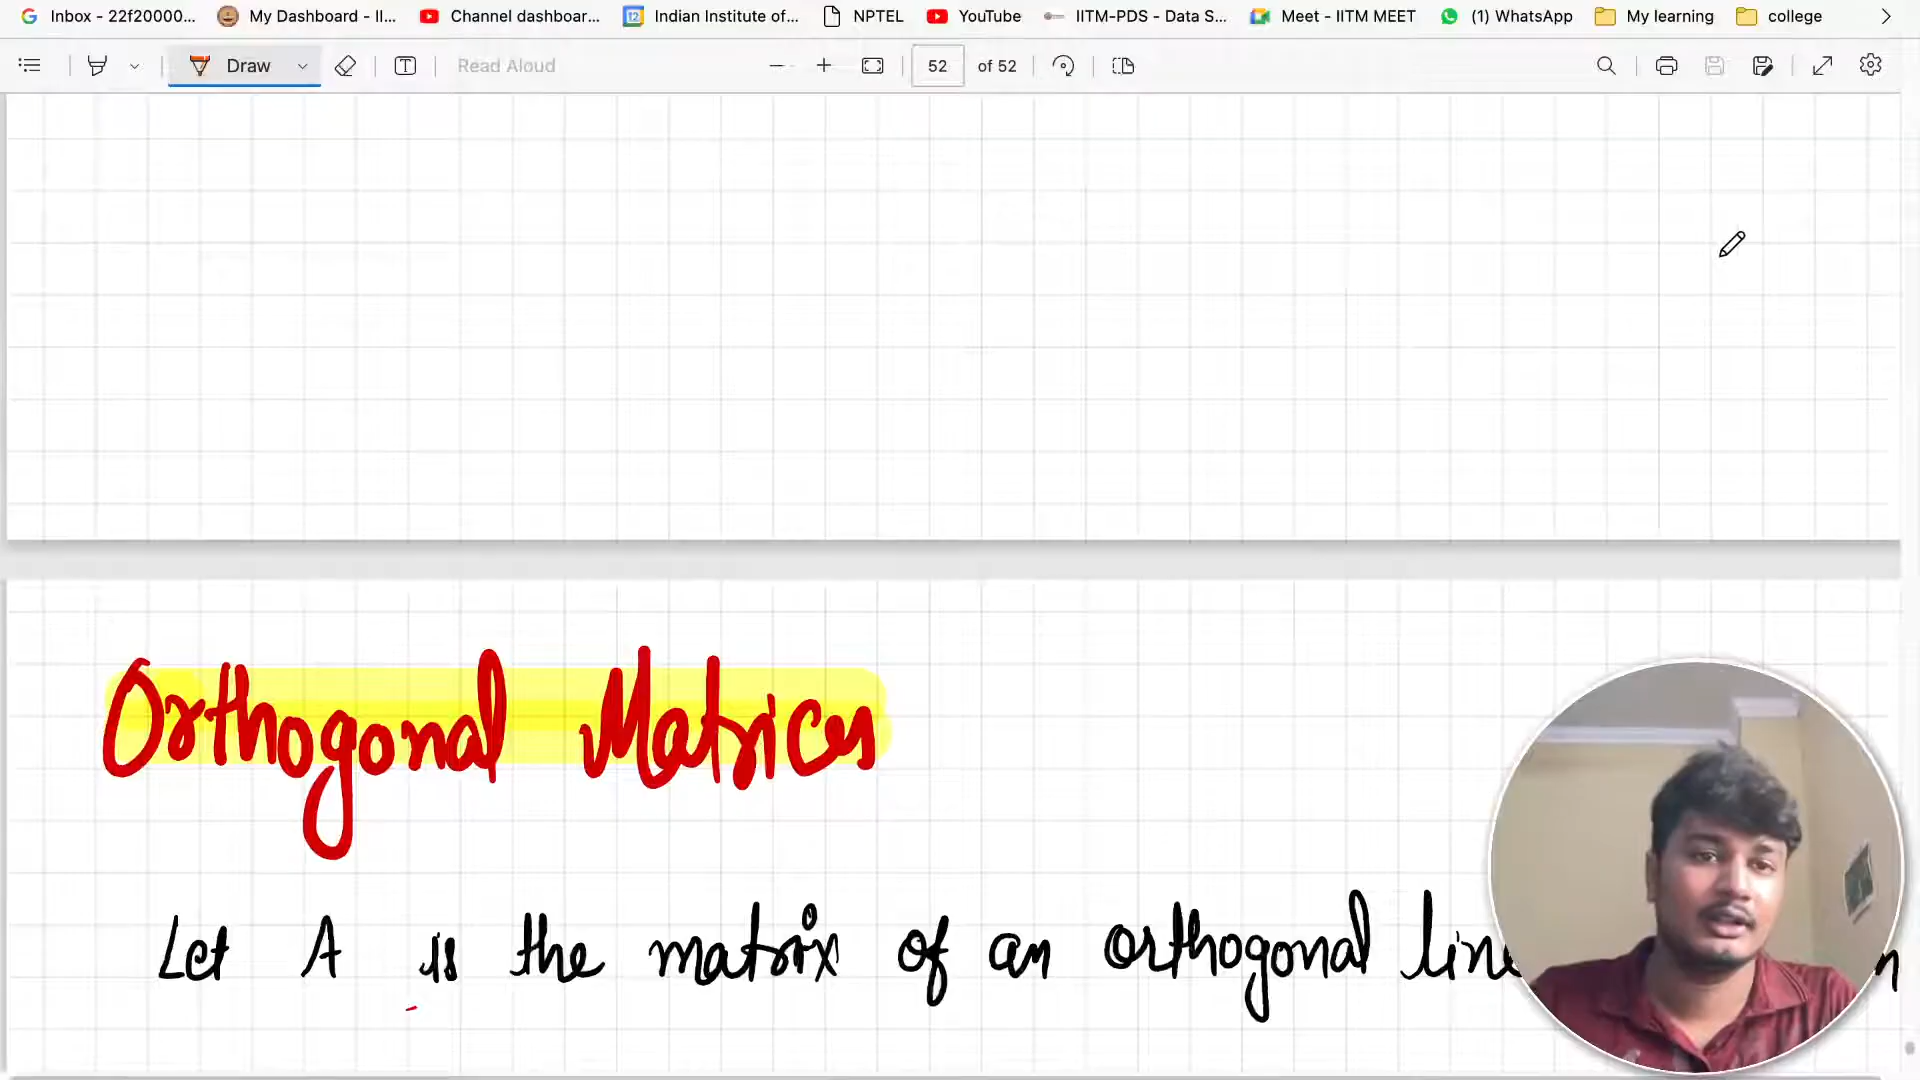 Inbox - 22f20000... My Dashboard - II... Channel dashboar... Indian Institute of... NPTEL YouTube IITM-PDS - Data S... Meet - IITM MEET (1) WhatsApp My learning college
Draw Read Aloud 52 of 52
Orthogonal Matrices
Let A is the matrix of an orthogonal